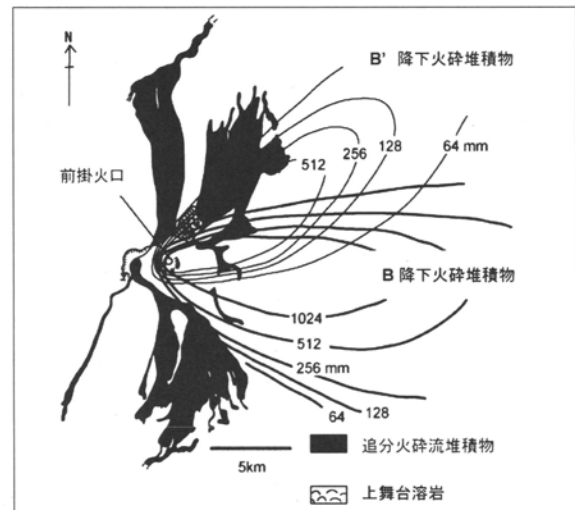 N
B' 降下火砕堆積物
512
256
128
64 mm
前掛火口
B 降下火砕堆積物
1024
512
256 mm
128
64
5km
追分火砕流堆積物
上舞台溶岩